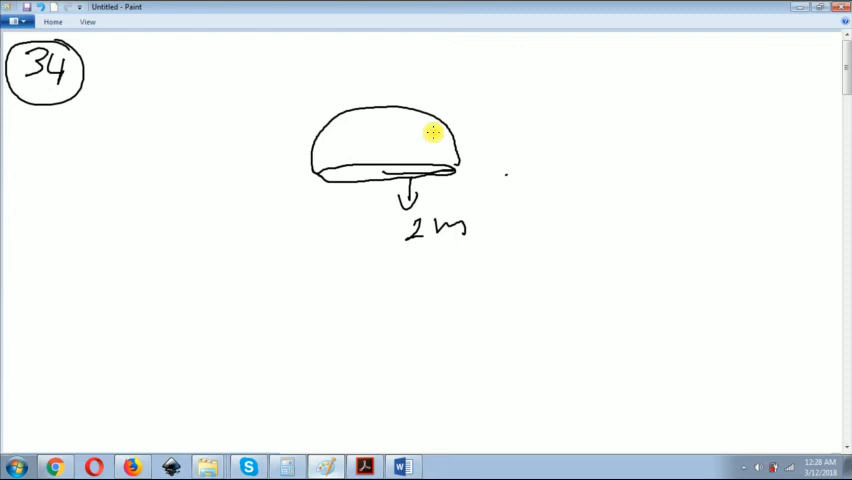 Untitled - Paint
Home View
34
2 m
12:28 AM
3/12/2018